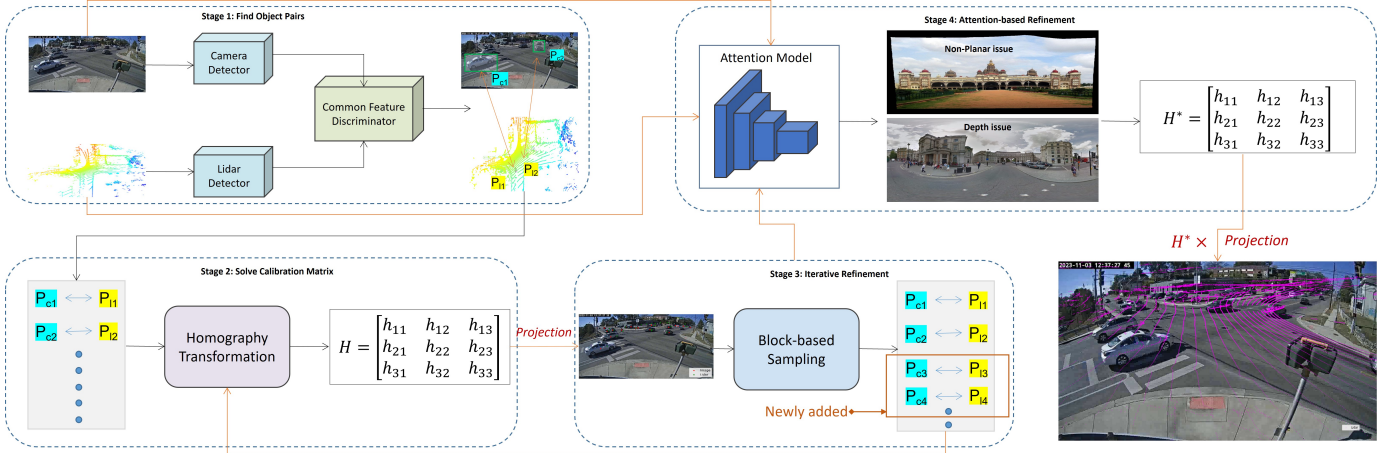 Stage 1: Find Object Pairs
Camera
Detector
Common Feature
Discriminator
Lidar
Detector
Pc1
Pc2
Pl1
Pl2
Stage 2: Solve Calibration Matrix
Pc1
Pl1
Pc2
Pl2
Homography
Transformation
H = [h11 h12 h13
h21 h22 h23
h31 h32 h33]
Projection
Stage 3: Iterative Refinement
Block-based
Sampling
Pc1
Pl1
Pc2
Pl2
Pc3
Pl3
Pc4
Pl4
Newly added
Stage 4: Attention-based Refinement
Attention Model
Non-Planar issue
Depth issue
H* = [h11 h12 h13
h21 h22 h23
h31 h32 h33]
H* × Projection
2023-11-03 12:37:27 45